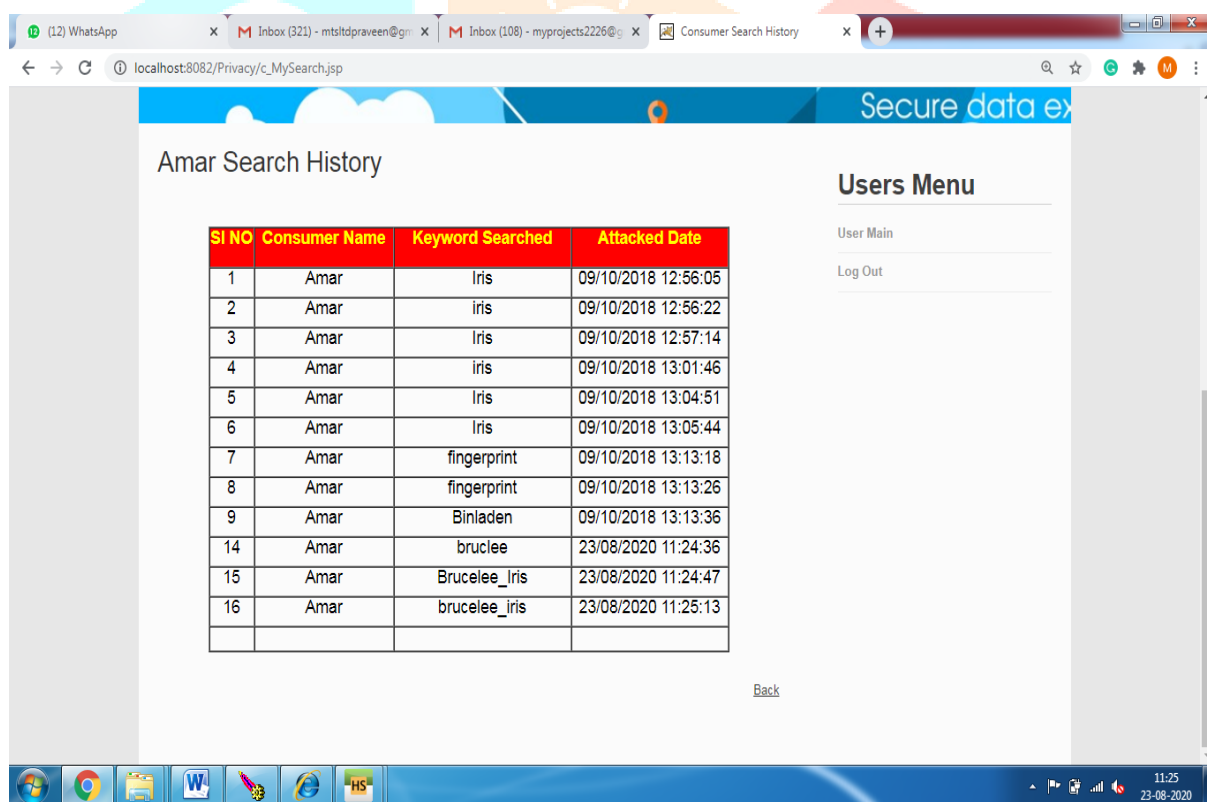 (12) WhatsApp
Inbox (321) - mtsltdpraveen@gm
Inbox (108) - myprojects2226@g
Consumer Search History
localhost:8082/Privacy/c_MySearch.jsp
M
Secure data ex
Amar Search History
Users Menu
User Main
Log Out
SI NO Consumer Name Keyword Searched Attacked Date
1 Amar Iris 09/10/2018 12:56:05
2 Amar iris 09/10/2018 12:56:22
3 Amar Iris 09/10/2018 12:57:14
4 Amar iris 09/10/2018 13:01:46
5 Amar Iris 09/10/2018 13:04:51
6 Amar Iris 09/10/2018 13:05:44
7 Amar fingerprint 09/10/2018 13:13:18
8 Amar fingerprint 09/10/2018 13:13:26
9 Amar Binladen 09/10/2018 13:13:36
14 Amar bruclee 23/08/2020 11:24:36
15 Amar Brucelee_Iris 23/08/2020 11:24:47
16 Amar brucelee_iris 23/08/2020 11:25:13
Back
W
HS
11:25
23-08-2020